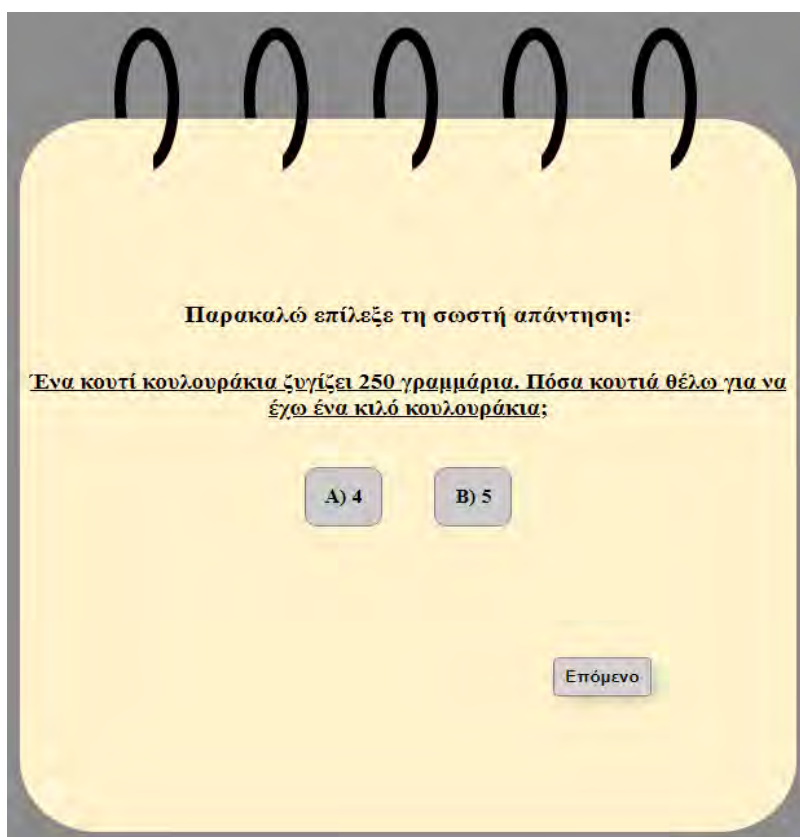 Παρακαλώ επίλεξε τη σωστή απάντηση:
Ένα κουτί κουλουράκια ζυγίζει 250 γραμμάρια. Πόσα κουτιά θέλω για να
έχω ένα κιλό κουλουράκια;
A) 4 B) 5
Επόμενο